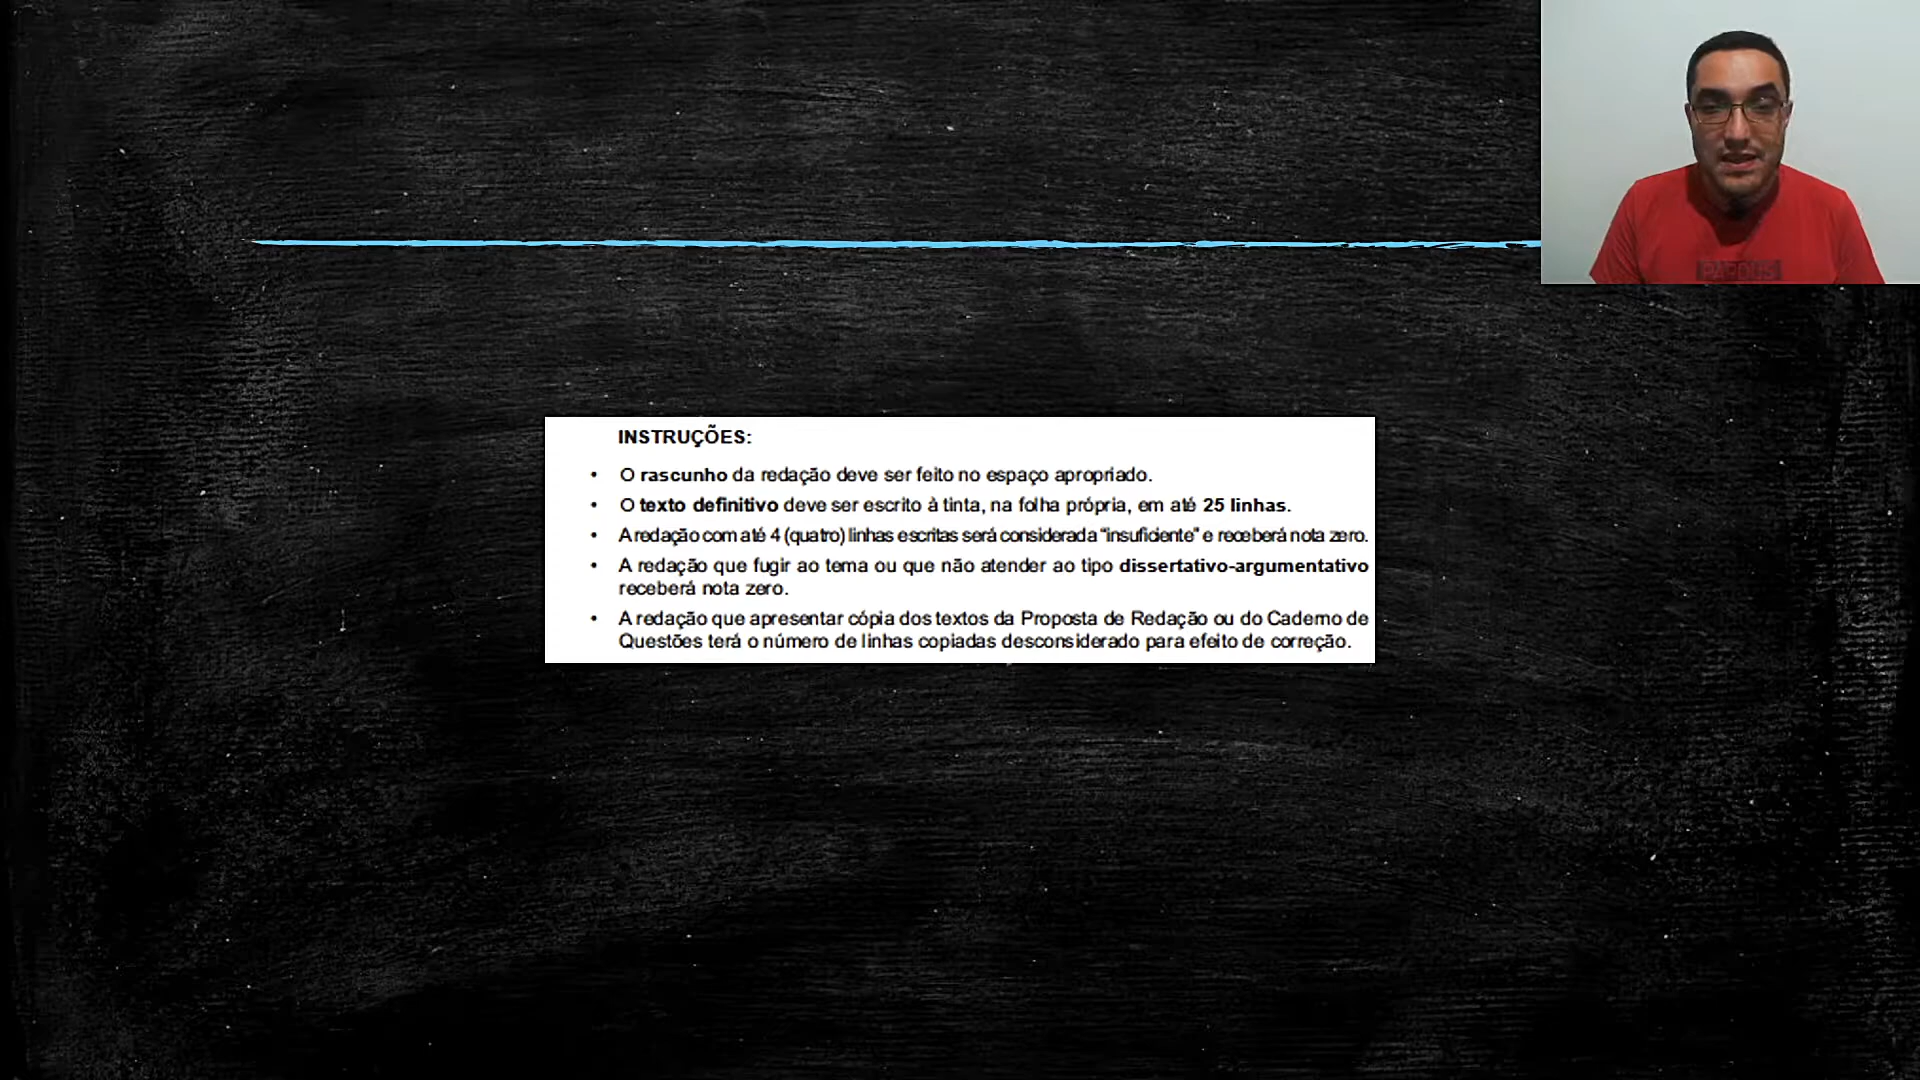 INSTRUÇÕES:
• O rascunho da redação deve ser feito no espaço apropriado.
• O texto definitivo deve ser escrito à tinta, na folha própria, em até 25 linhas.
• A redação com até 4 (quatro) linhas escritas será considerada "insuficiente" e receberá nota zero.
• A redação que fugir ao tema ou que não atender ao tipo dissertativo-argumentativo
receberá nota zero.
• A redação que apresentar cópia dos textos da Proposta de Redação ou do Caderno de
Questões terá o número de linhas copiadas desconsiderado para efeito de correção.